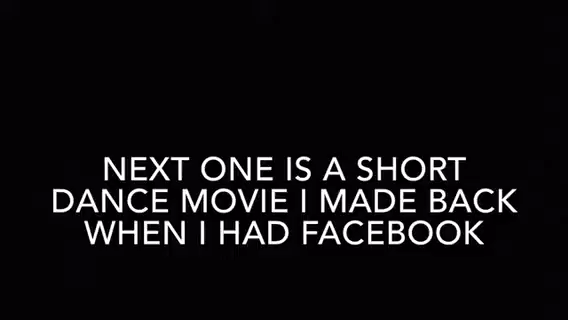 NEXT ONE IS A SHORT
DANCE MOVIE I MADE BACK
WHEN I HAD FACEBOOK